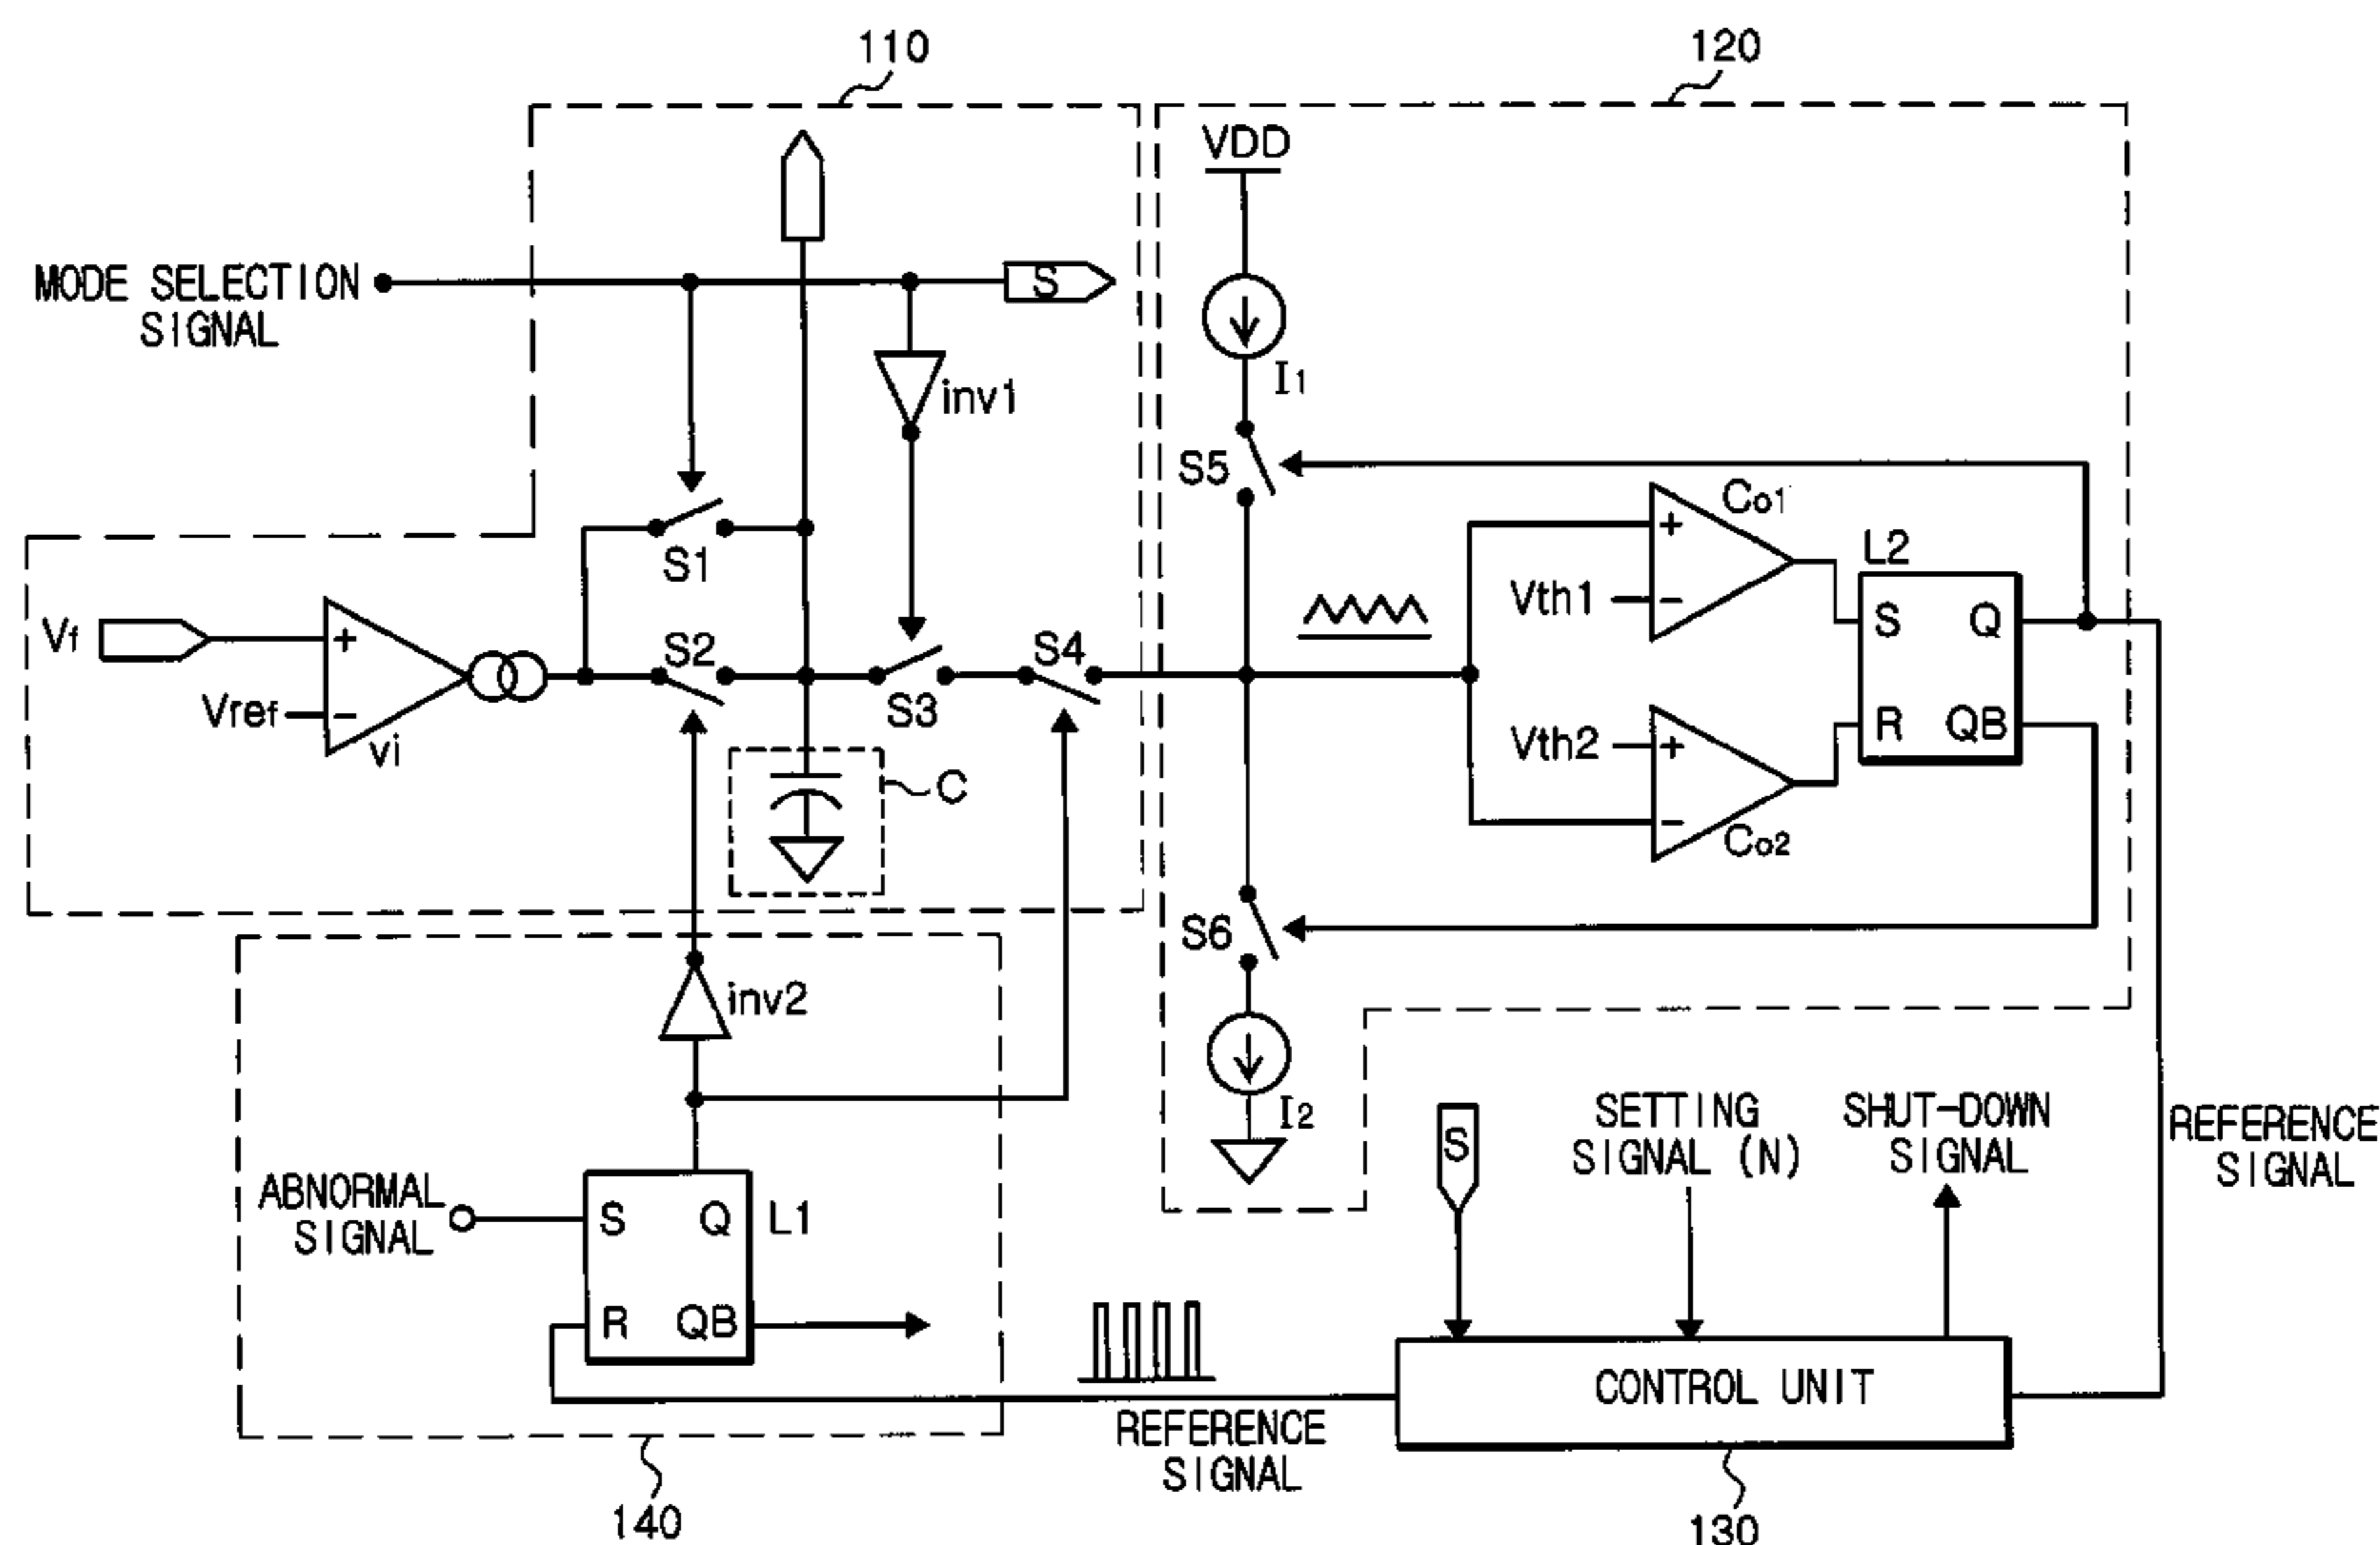 110
120
VDD
MODE SELECTION
SIGNAL
S
I1
inv1
S5
Co1
L2
S1
Vth1
S
Q
Vf
+
-
+
S2
S4
Vref
-
vi
S3
Vth2
+
-
R
QB
C
Co2
S6
inv2
I2
S
SETTING
SIGNAL (N)
SHUT-DOWN
SIGNAL
REFERENCE
SIGNAL
ABNORMAL
SIGNAL
S
Q
L1
R
QB
CONTROL UNIT
REFERENCE
SIGNAL
140
130